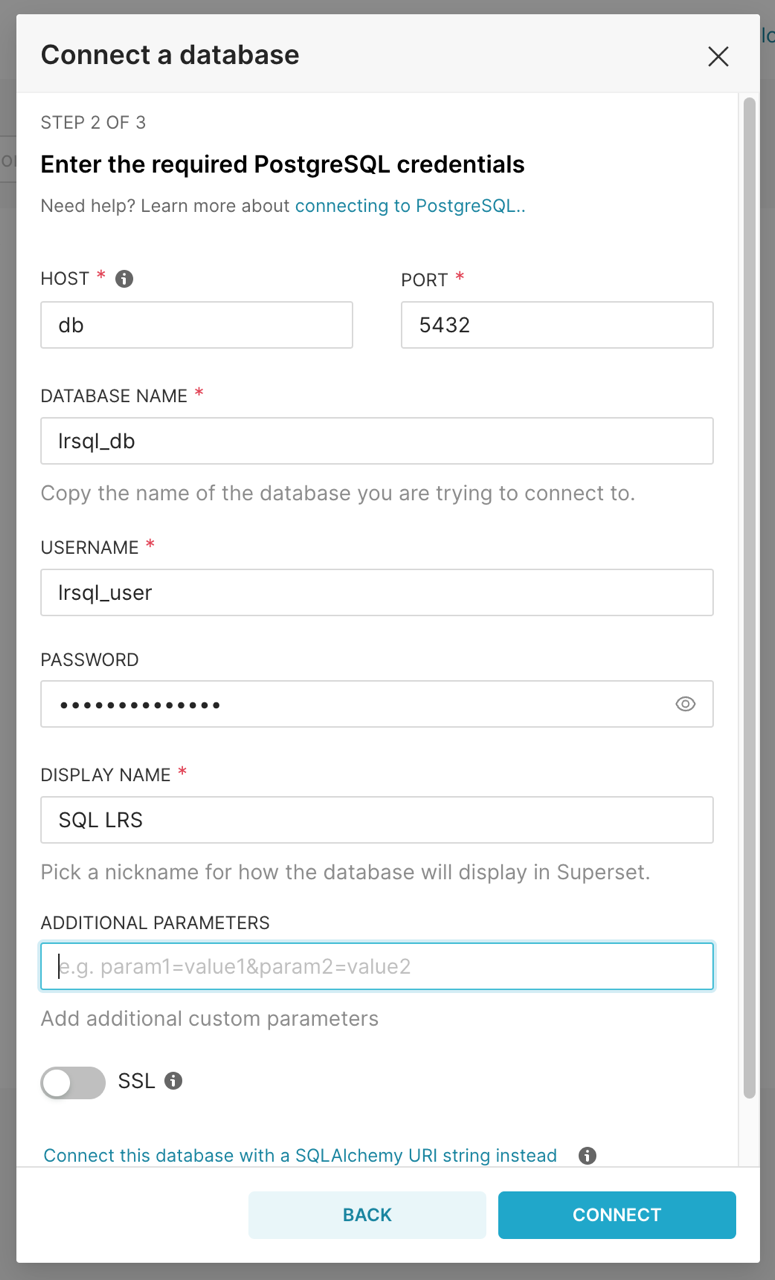 Connect a database
STEP 2 OF 3
Enter the required PostgreSQL credentials
Need help? Learn more about connecting to PostgreSQL..
HOST *
PORT *
db
5432
DATABASE NAME *
lrsql_db
Copy the name of the database you are trying to connect to.
USERNAME *
lrsql_user
PASSWORD
••••••••••••••
DISPLAY NAME *
SQL LRS
Pick a nickname for how the database will display in Superset.
ADDITIONAL PARAMETERS
e.g. param1=value1&param2=value2
Add additional custom parameters
SSL
Connect this database with a SQLAlchemy URI string instead
BACK
CONNECT